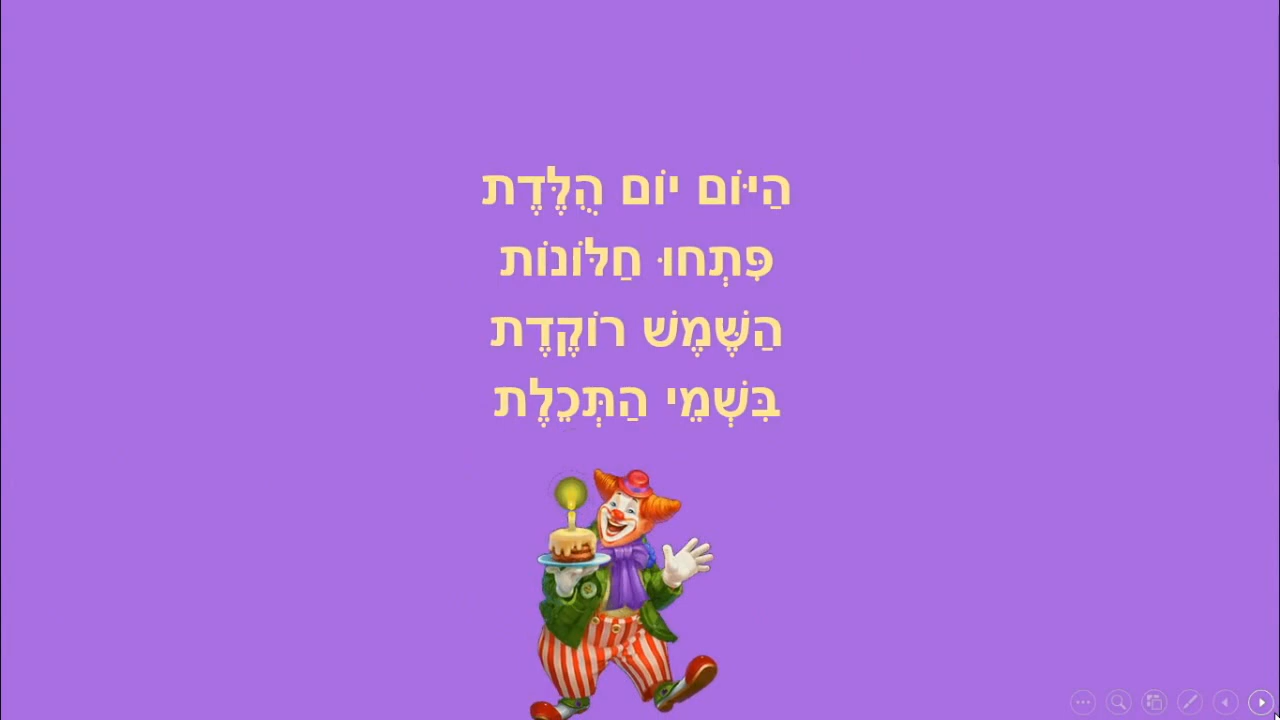 הַיּוֹם יוֹם הֻלֶּדֶת
פִּתְחוּ חַלּוֹנוֹת
הַשֶּׁמֶשׁ רוֹקֶדֶת
בִּשְׁמֵי הַתְּכֵלֶת